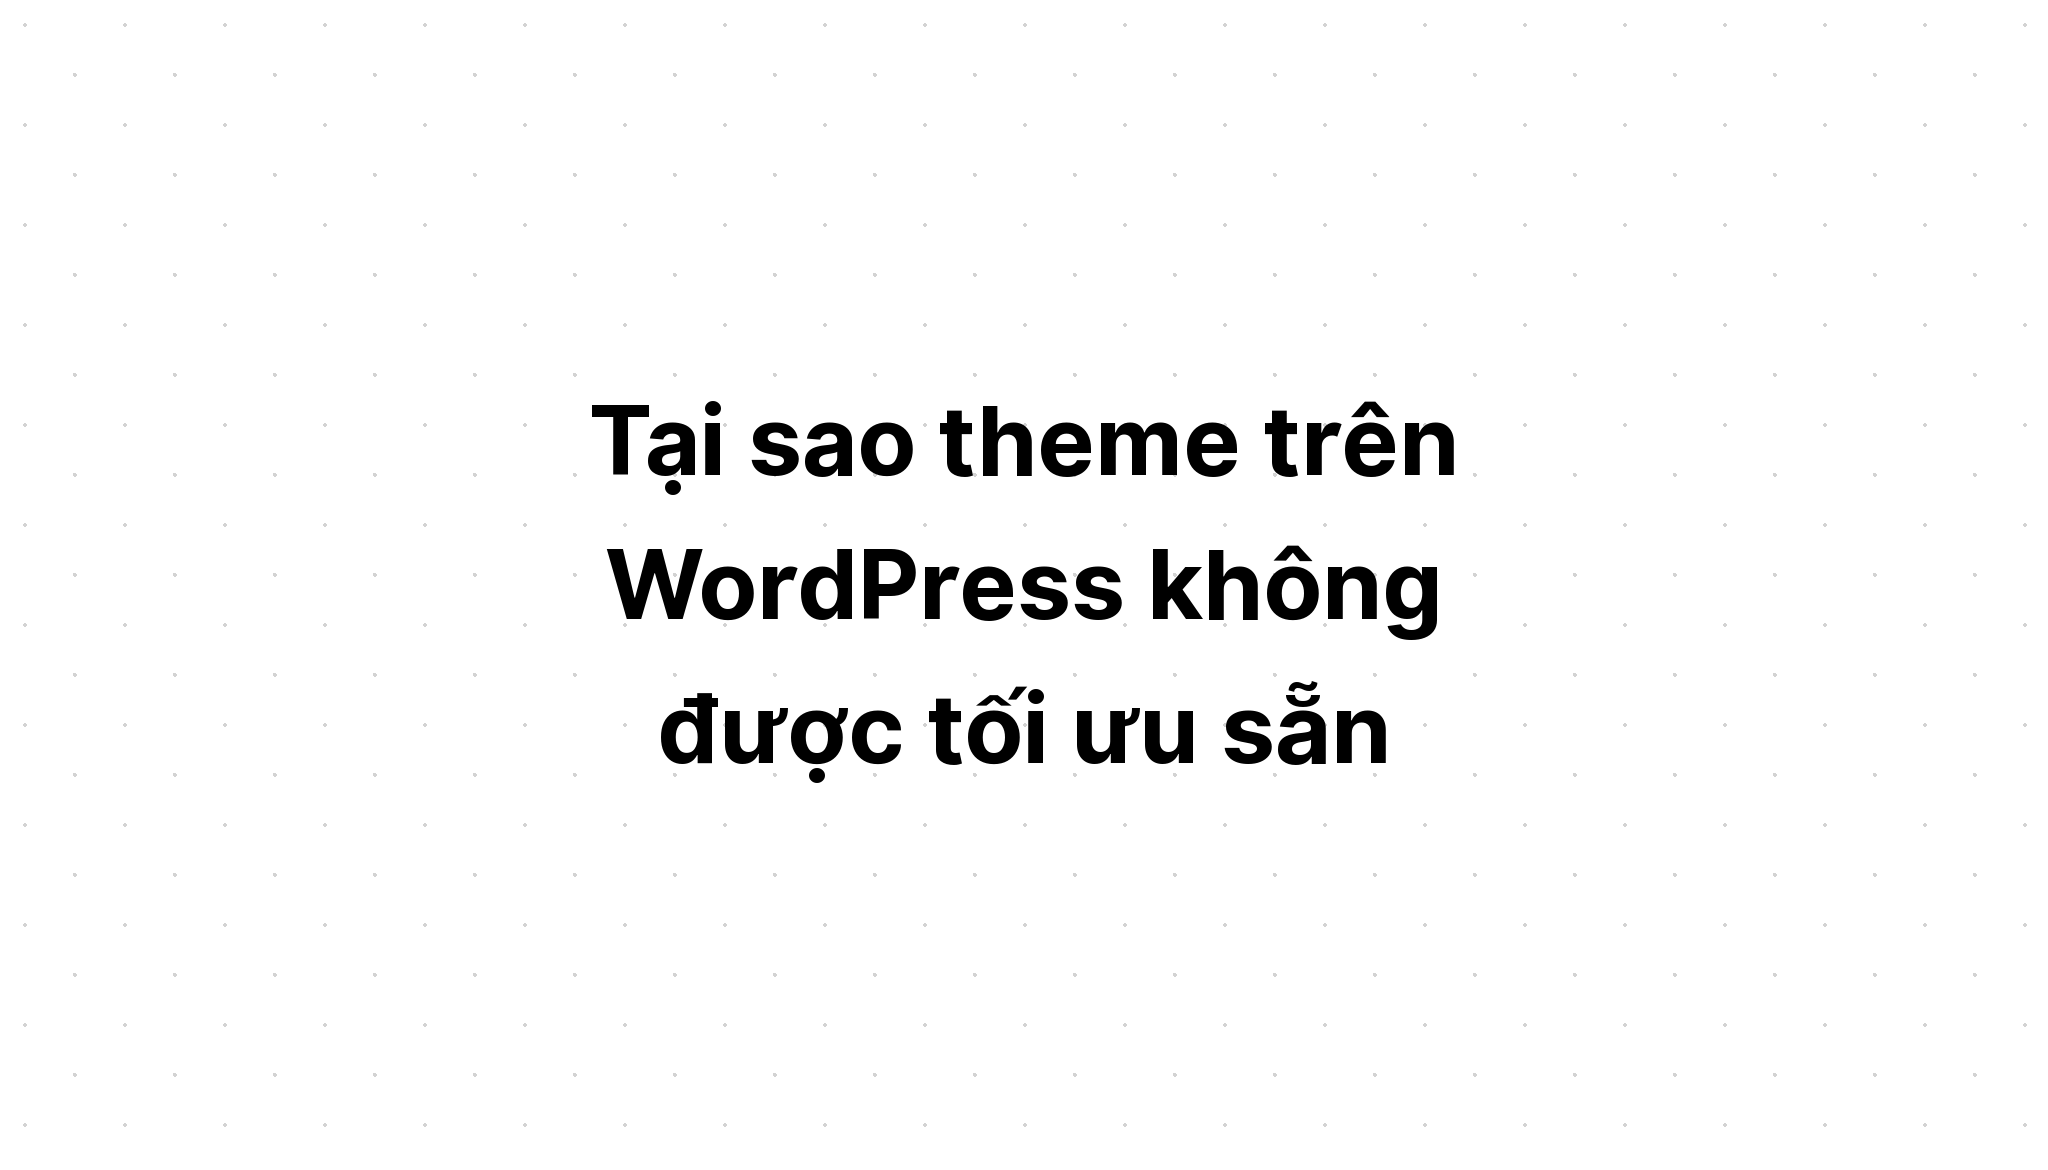 Tại sao theme trên
WordPress không
được tối ưu sẵn